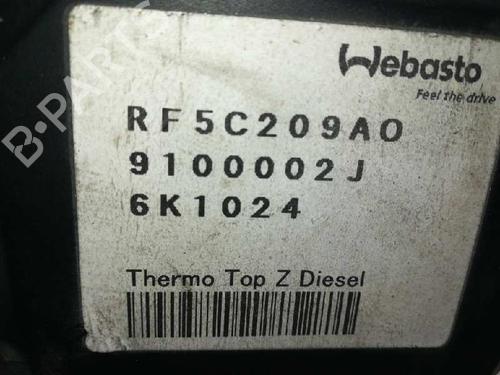 Webasto
Feel the drive
RF5C209A0
9100002J
6K1024
Thermo Top Z Diesel
B-PARTS